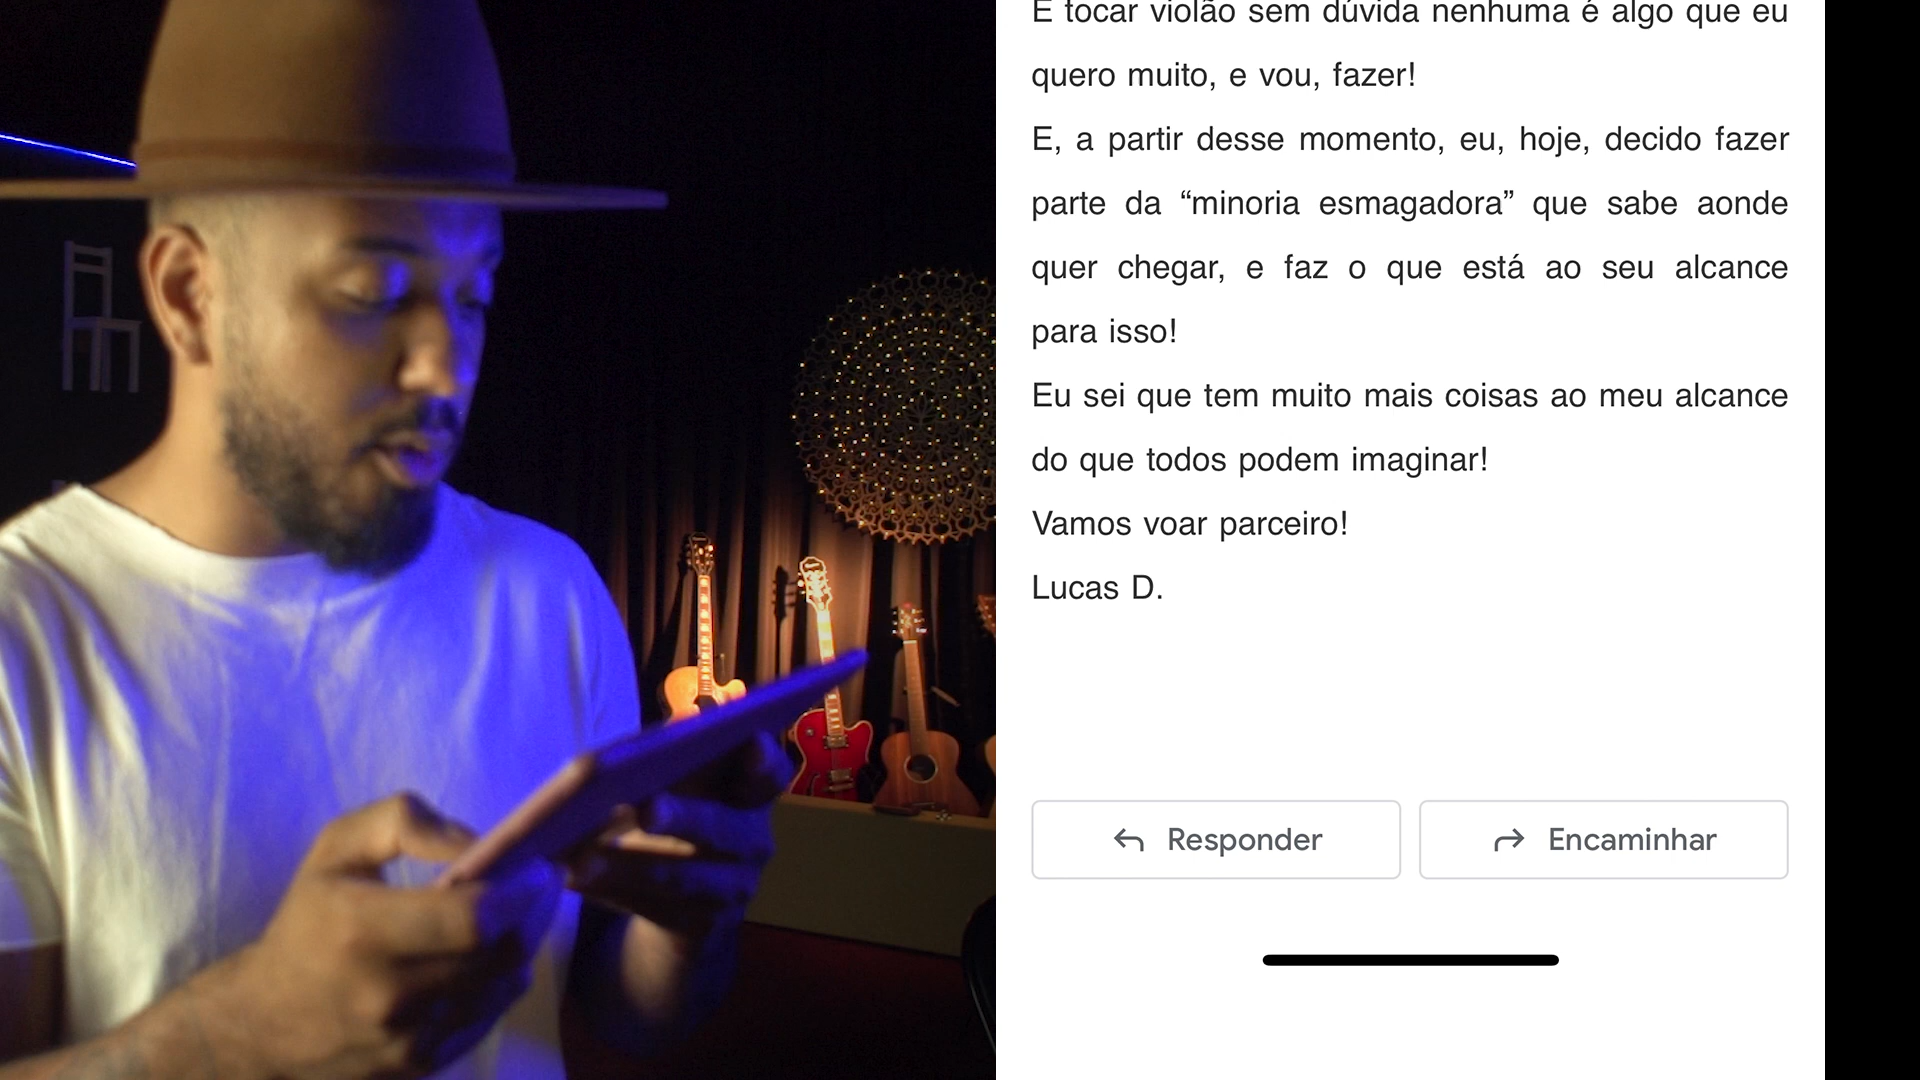 E tocar violão sem dúvida nenhuma é algo que eu
quero muito, e vou, fazer!
E, a partir desse momento, eu, hoje, decido fazer
parte da “minoria esmagadora” que sabe aonde
quer chegar, e faz o que está ao seu alcance
para isso!
Eu sei que tem muito mais coisas ao meu alcance
do que todos podem imaginar!
Vamos voar parceiro!
Lucas D.
Responder
Encaminhar